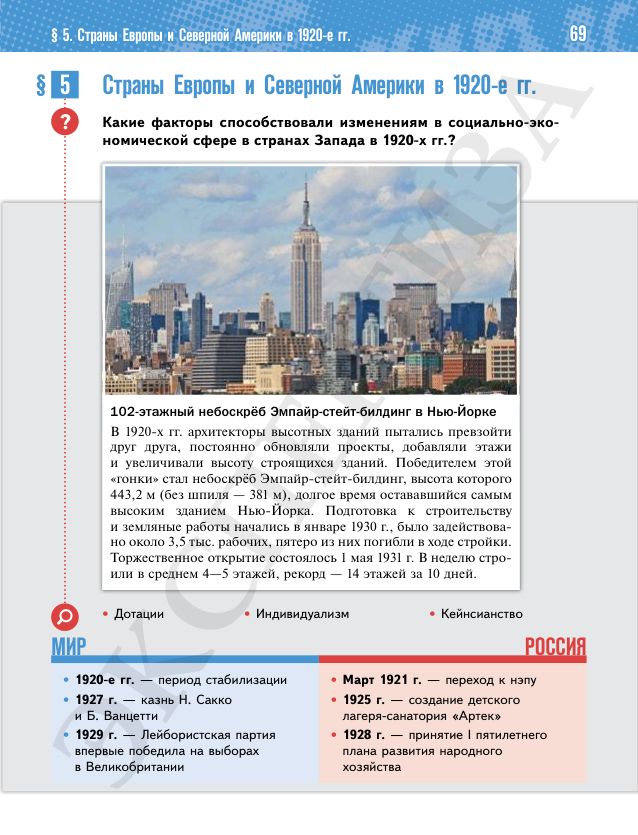 § 5. Страны Европы и Северной Америки в 1920-е гг.
69
§ 5
Страны Европы и Северной Америки в 1920-е гг.
?
Какие факторы способствовали изменениям в социально-эко-
номической сфере в странах Запада в 1920-х гг.?
102-этажный небоскрёб Эмпайр-стейт-билдинг в Нью-Йорке
В 1920-х гг. архитекторы высотных зданий пытались превзойти
друг друга, постоянно обновляли проекты, добавляли этажи
и увеличивали высоту строящихся зданий. Победителем этой
«гонки» стал небоскрёб Эмпайр-стейт-билдинг, высота которого
443,2 м (без шпиля — 381 м), долгое время остававшийся самым
высоким зданием Нью-Йорка. Подготовка к строительству
и земляные работы начались в январе 1930 г., было задействова-
но около 3,5 тыс. рабочих, пятеро из них погибли в ходе стройки.
Торжественное открытие состоялось 1 мая 1931 г. В неделю стро-
или в среднем 4—5 этажей, рекорд — 14 этажей за 10 дней.
• Дотации • Индивидуализм • Кейнсианство
МИР
• 1920-е гг. — период стабилизации
• 1927 г. — казнь Н. Сакко
и Б. Ванцетти
• 1929 г. — Лейбористская партия
впервые победила на выборах
в Великобритании
РОССИЯ
• Март 1921 г. — переход к нэпу
• 1925 г. — создание детского
лагеря-санатория «Артек»
• 1928 г. — принятие I пятилетнего
плана развития народного
хозяйства